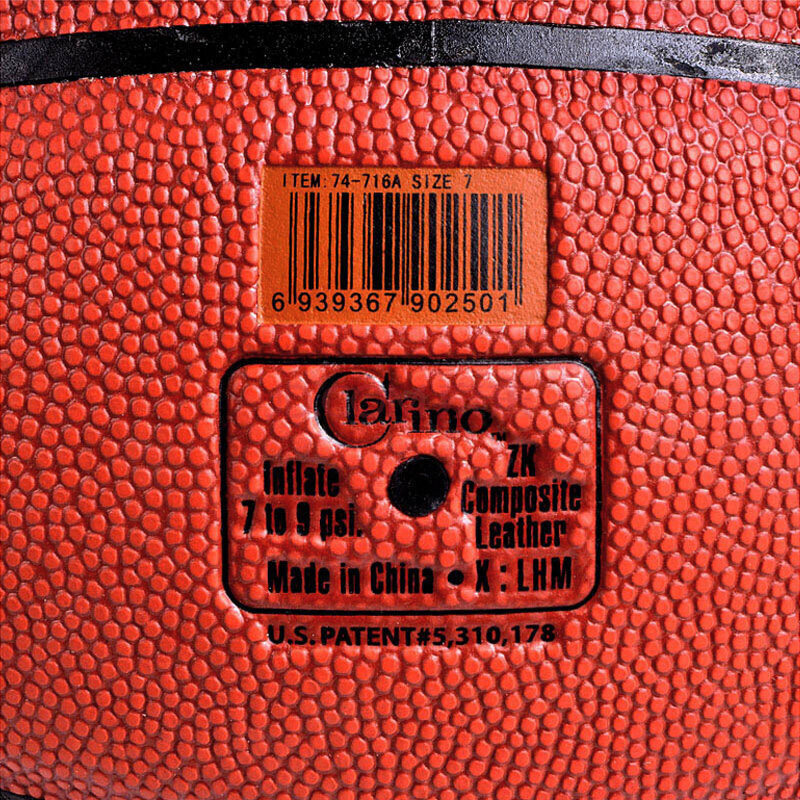 ITEM:74-716A SIZE 7
6 939367 902501
Clarino™
Inflate
7 to 9 psi.
ZK
Composite
Leather
Made in China • X : LHM
U.S. PATENT#5,310,178